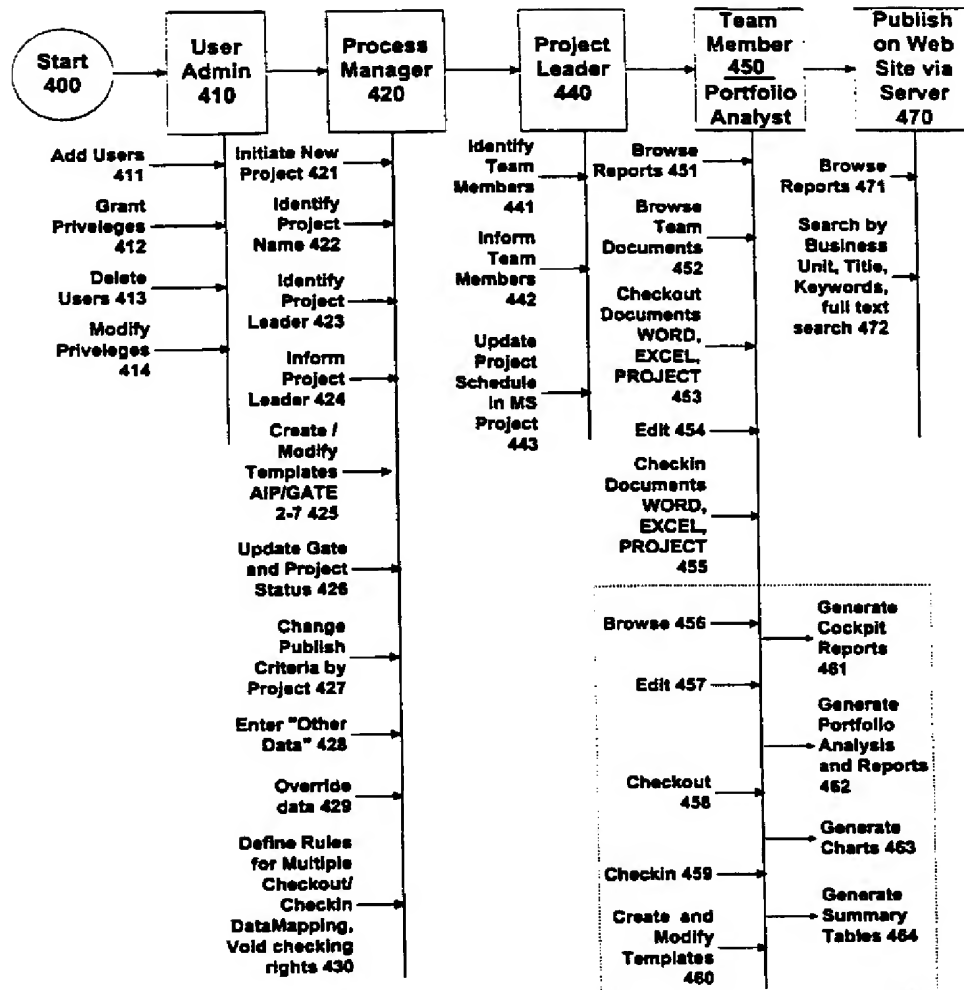 Start
400
User
Admin
410
Process
Manager
420
Project
Leader
440
Team
Member
450
Portfolio
Analyst
Publish
on Web
Site via
Server
470
Add Users
411
Grant
Priveleges
412
Delete
Users 413
Modify
Priveleges
414
Initiate New
Project 421
Identify
Project
Name 422
Identify
Project
Leader 423
Inform
Project
Leader 424
Create /
Modify
Templates
AIP/GATE
2-7 425
Update Gate
and Project
Status 426
Change
Publish
Criteria by
Project 427
Enter "Other
Data" 428
Override
data 429
Define Rules
for Multiple
Checkout/
Checkin
DataMapping,
Void checking
rights 430
Identify
Team
Members
441
Inform
Team
Members
442
Update
Project
Schedule
in MS
Project
443
Browse
Reports 451
Browse
Team
Documents
452
Checkout
Documents
WORD,
EXCEL,
PROJECT
453
Edit 454
Checkin
Documents
WORD,
EXCEL,
PROJECT
455
Browse 456
Edit 457
Checkout
458
Checkin 459
Create and
Modify
Templates
460
Generate
Cockpit
Reports
461
Generate
Portfolio
Analysis
and Reports
462
Generate
Charts 463
Generate
Summary
Tables 464
Browse
Reports 471
Search by
Business
Unit, Title,
Keywords,
full text
search 472